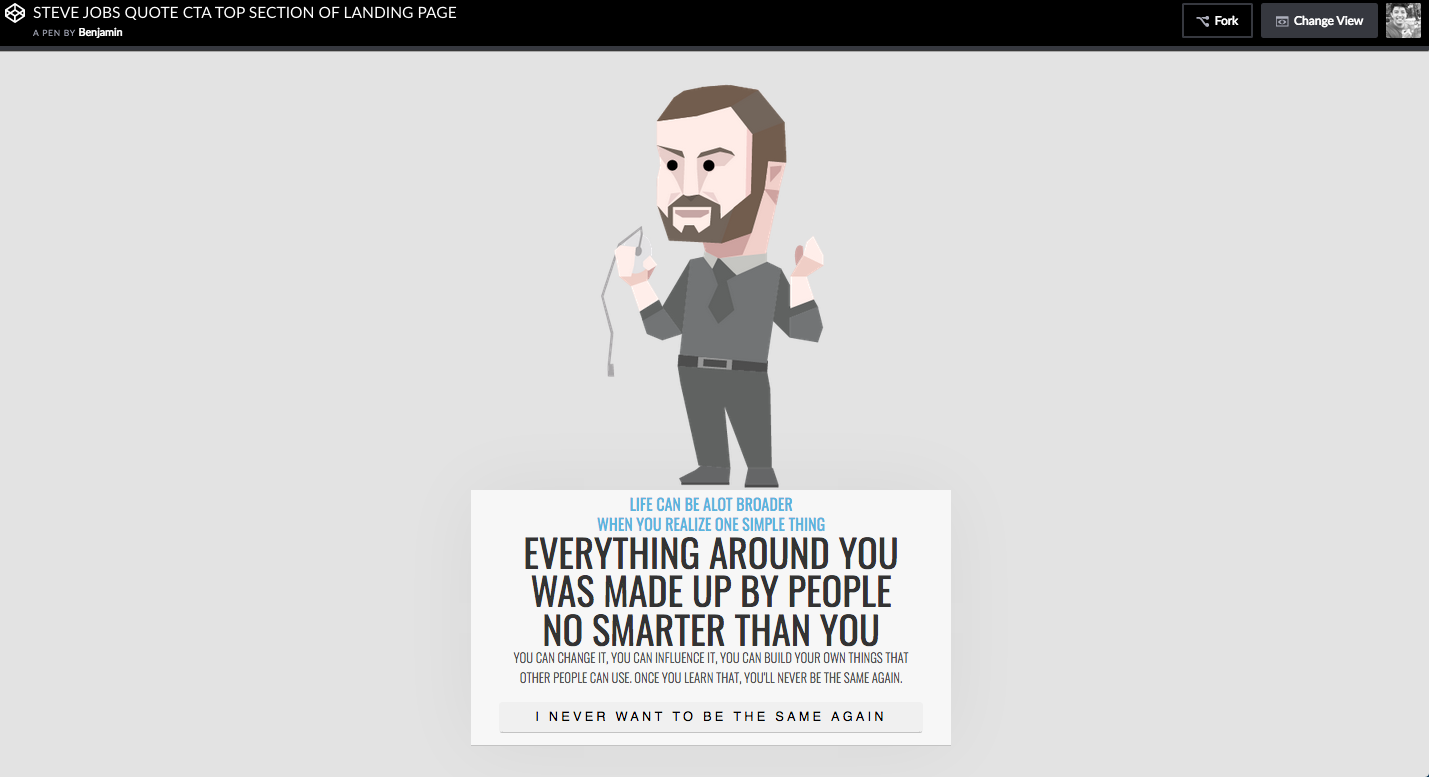 STEVE JOBS QUOTE CTA TOP SECTION OF LANDING PAGE
A PEN BY Benjamin
Fork
Change View
LIFE CAN BE ALOT BROADER
WHEN YOU REALIZE ONE SIMPLE THING
EVERYTHING AROUND YOU
WAS MADE UP BY PEOPLE
NO SMARTER THAN YOU
YOU CAN CHANGE IT, YOU CAN INFLUENCE IT, YOU CAN BUILD YOUR OWN THINGS THAT
OTHER PEOPLE CAN USE. ONCE YOU LEARN THAT, YOU'LL NEVER BE THE SAME AGAIN.
I NEVER WANT TO BE THE SAME AGAIN